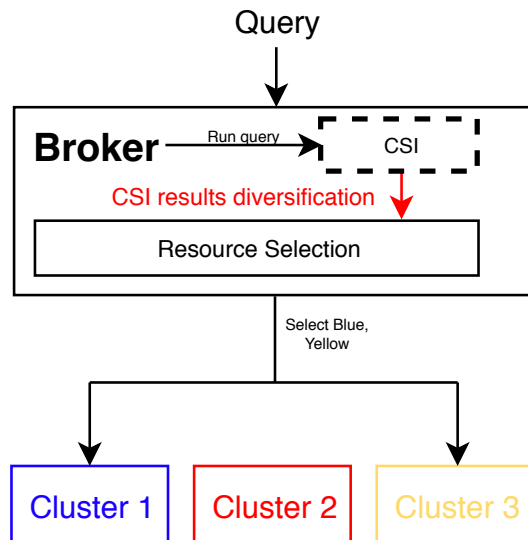 Query
Broker
Run query
CSI
CSI results diversification
Resource Selection
Select Blue,
Yellow
Cluster 1
Cluster 2
Cluster 3